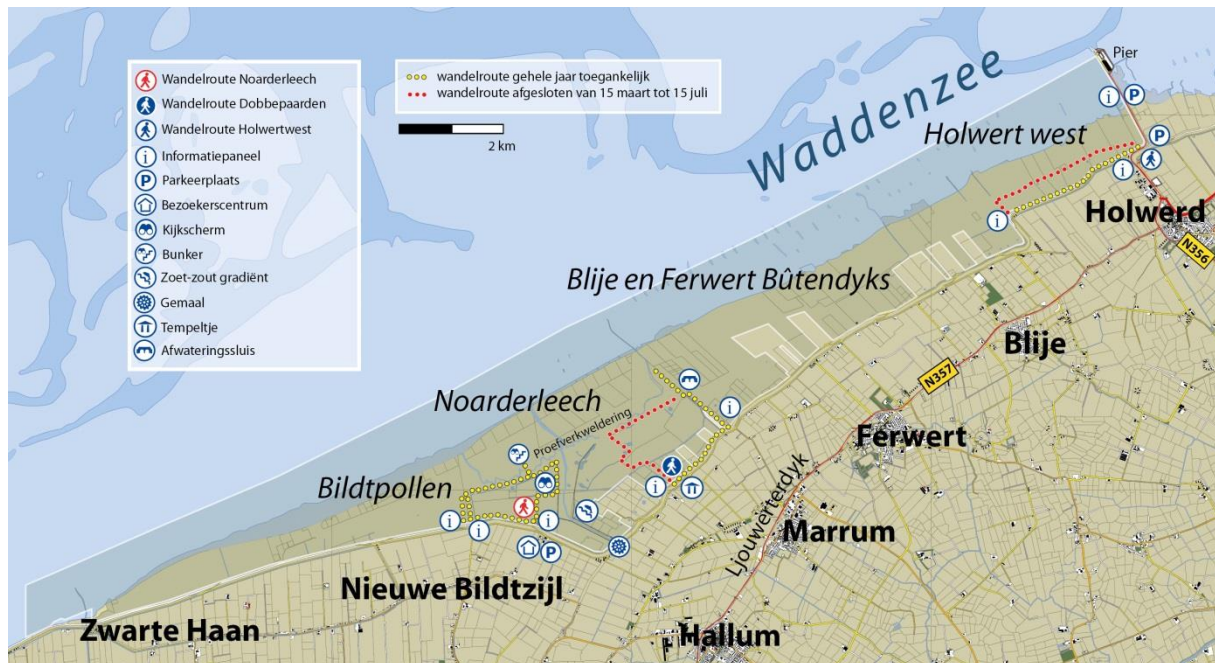 Wandelroute Noarderleech
Wandelroute Dobbepaarden
Wandelroute Holwertwest
i Informatiepaneel
P Parkeerplaats
Bezoekerscentrum
Kijkscherm
Bunker
Zoet-zout gradiënt
Gemaal
Tempeltje
Afwateringssluis
wandelroute gehele jaar toegankelijk
wandelroute afgesloten van 15 maart tot 15 juli
2 km
Pier
Waddenzee
i P
Holwert west
P
i
Holwerd
i
N356
Blije en Ferwert Bûtendyks
Blije
N357
Noarderleech
i
Ferwert
Proefverkweldering
Bildtpollen
i
Ljouwerterdyk
i i i
Marrum
P
Nieuwe Bildtzijl
Zwarte Haan
Hallum